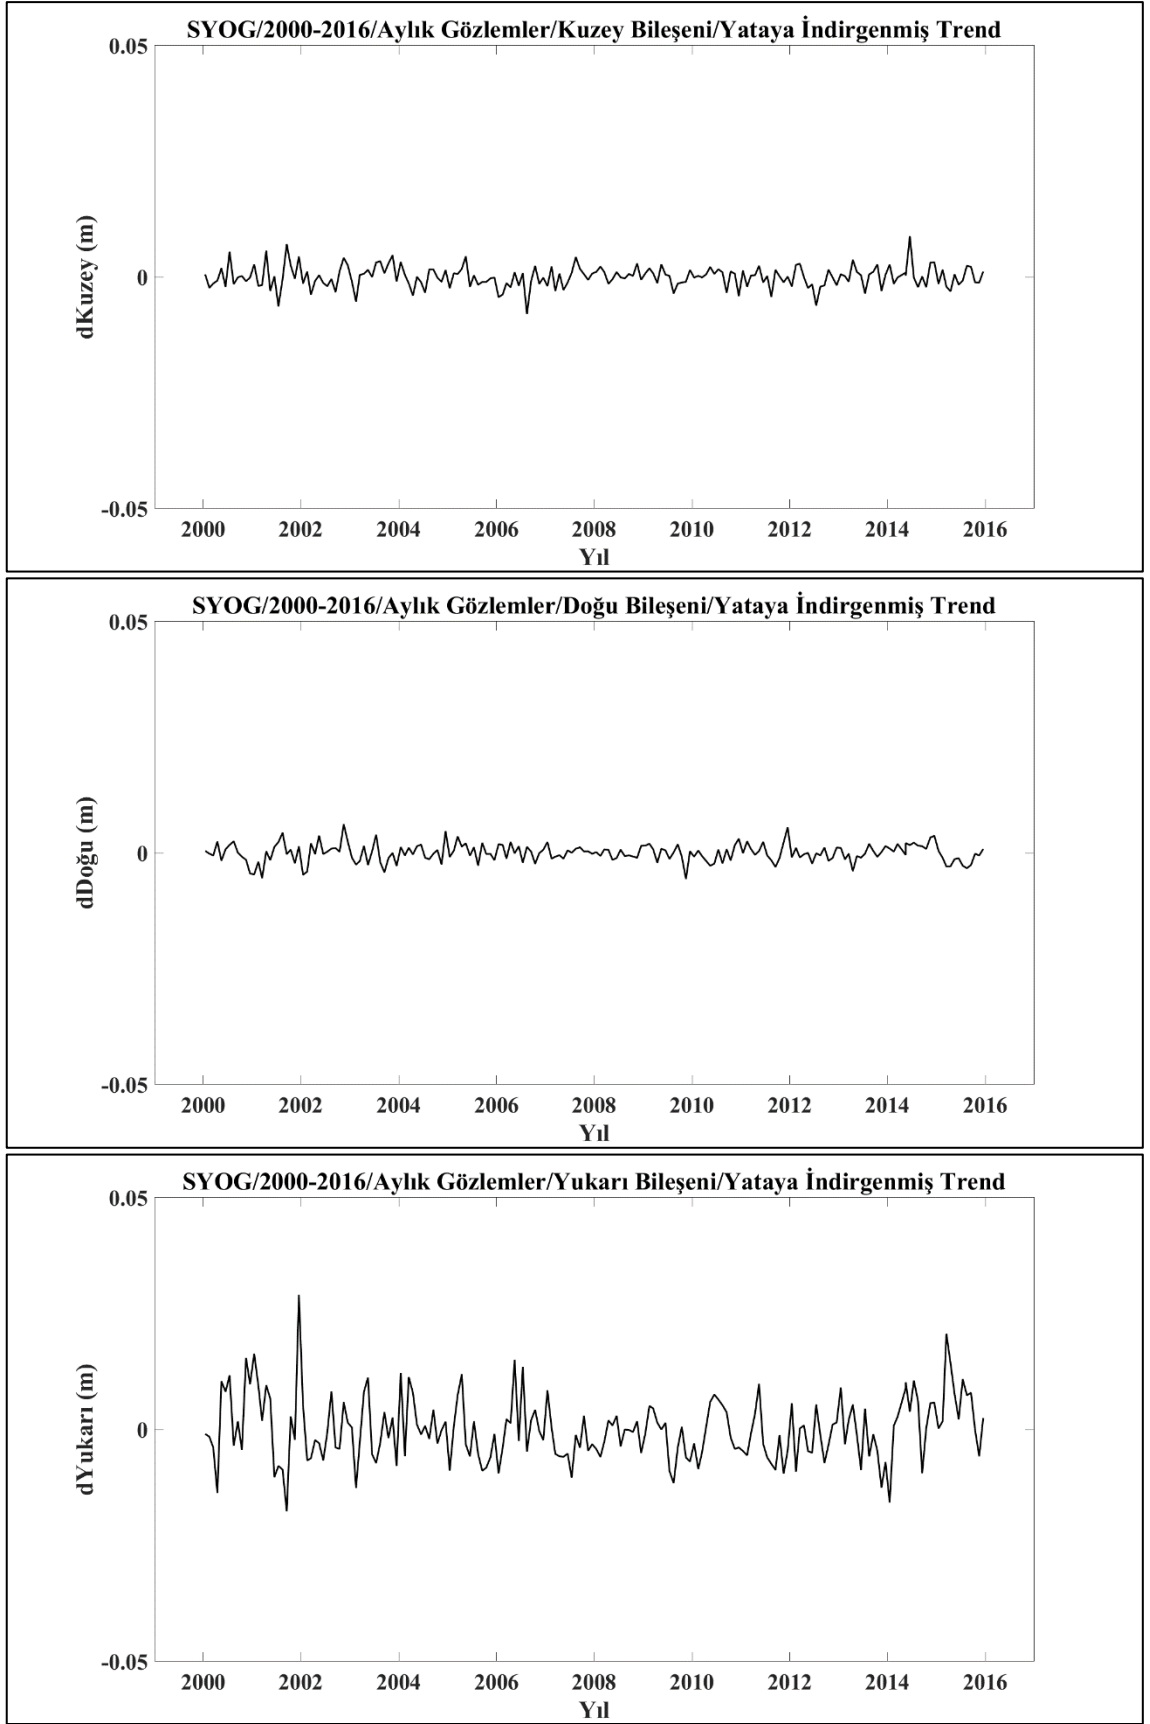 SYOG/2000-2016/Aylık Gözlemler/Kuzey Bileşeni/Yataya İndirgenmiş Trend
0.05
dKuzey (m)
0
-0.05
2000 2002 2004 2006 2008 2010 2012 2014 2016
Yıl
SYOG/2000-2016/Aylık Gözlemler/Doğu Bileşeni/Yataya İndirgenmiş Trend
0.05
dDoğu (m)
0
-0.05
2000 2002 2004 2006 2008 2010 2012 2014 2016
Yıl
SYOG/2000-2016/Aylık Gözlemler/Yukarı Bileşeni/Yataya İndirgenmiş Trend
0.05
dYukarı (m)
0
-0.05
2000 2002 2004 2006 2008 2010 2012 2014 2016
Yıl